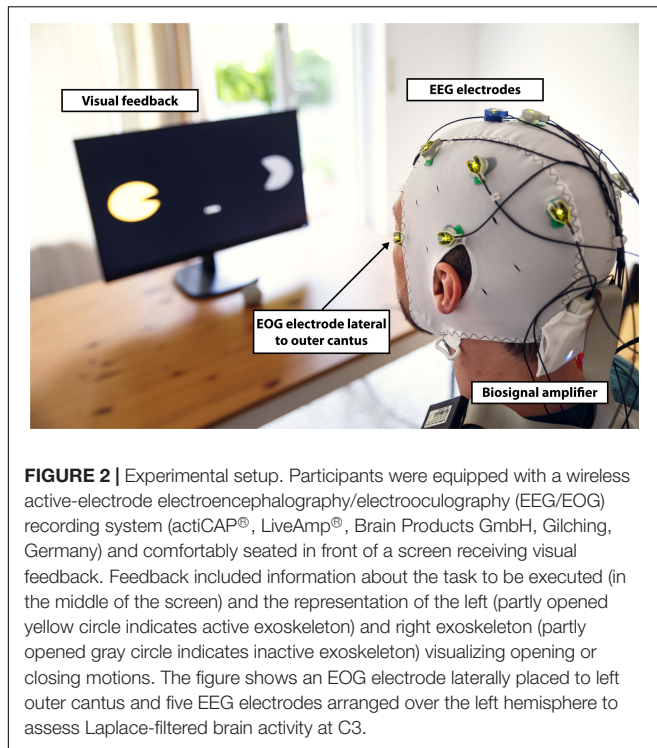 Visual feedback
EEG electrodes
EOG electrode lateral
to outer cantus
Biosignal amplifier
FIGURE 2 | Experimental setup. Participants were equipped with a wireless
active-electrode electroencephalography/electrooculography (EEG/EOG)
recording system (actiCAP®, LiveAmp®, Brain Products GmbH, Gilching,
Germany) and comfortably seated in front of a screen receiving visual
feedback. Feedback included information about the task to be executed (in
the middle of the screen) and the representation of the left (partly opened
yellow circle indicates active exoskeleton) and right exoskeleton (partly
opened gray circle indicates inactive exoskeleton) visualizing opening or
closing motions. The figure shows an EOG electrode laterally placed to left
outer cantus and five EEG electrodes arranged over the left hemisphere to
assess Laplace-filtered brain activity at C3.